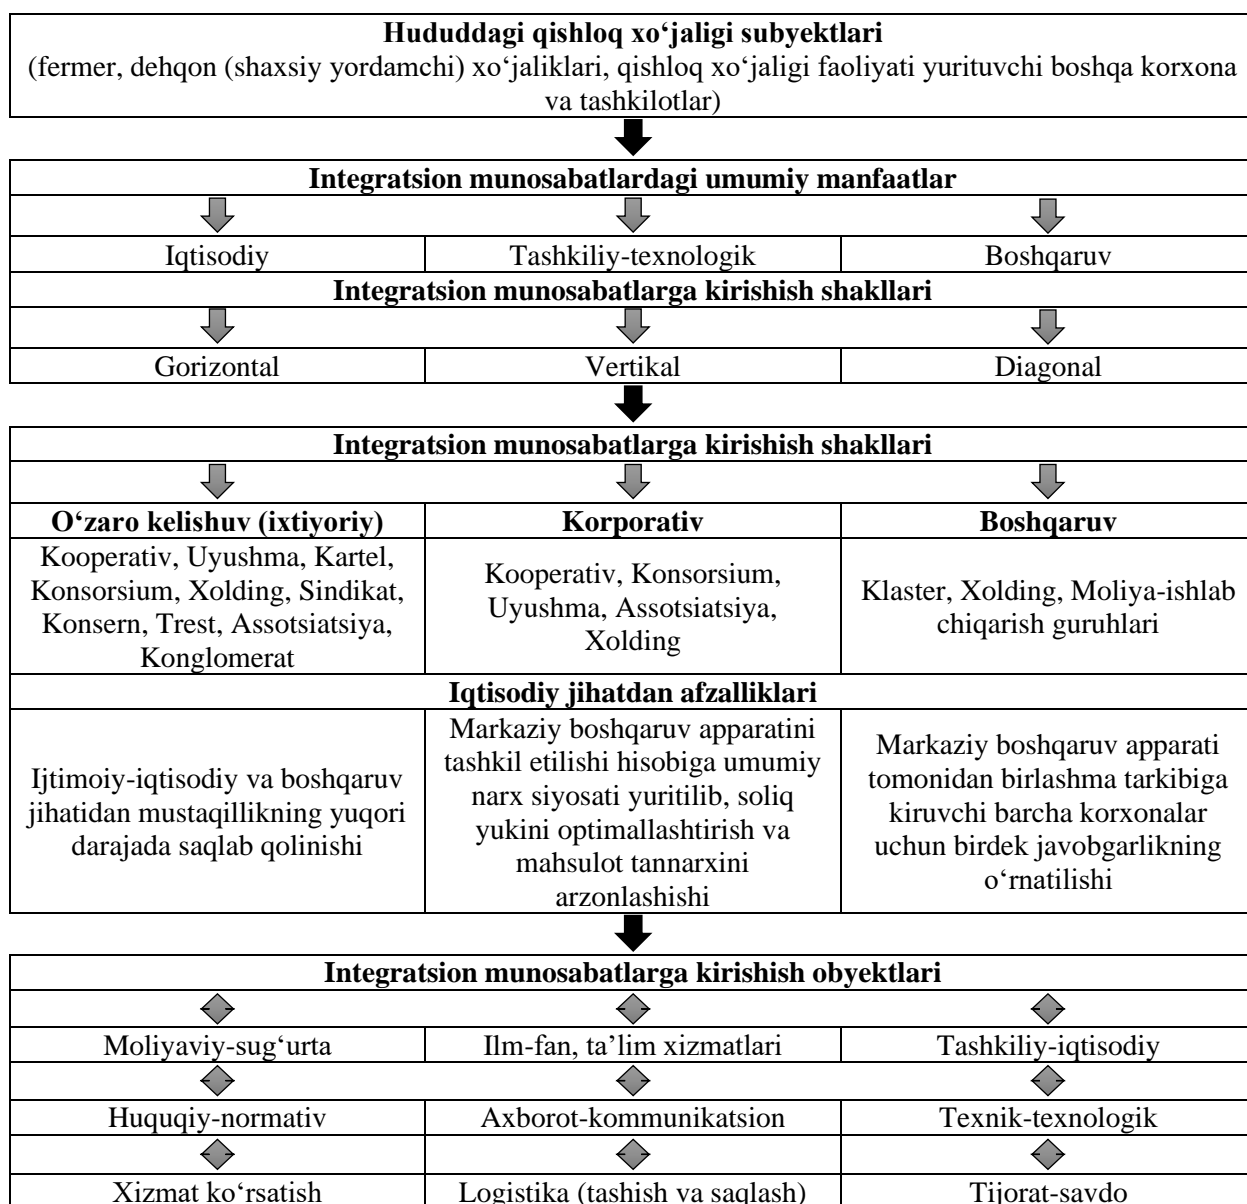 Hududdagi qishloq xo‘jaligi subyektlari
(fermer, dehqon (shaxsiy yordamchi) xo‘jaliklari, qishloq xo‘jaligi faoliyati yurituvchi boshqa korxona
va tashkilotlar)
Integratsion munosabatlardagi umumiy manfaatlar
Iqtisodiy
Tashkiliy-texnologik
Boshqaruv
Integratsion munosabatlarga kirishish shakllari
Gorizontal
Vertikal
Diagonal
Integratsion munosabatlarga kirishish shakllari
O‘zaro kelishuv (ixtiyoriy)
Korporativ
Boshqaruv
Kooperativ, Uyushma, Kartel,
Konsorsium, Xolding, Sindikat,
Konsern, Trest, Assotsiatsiya,
Konglomerat
Kooperativ, Konsorsium,
Uyushma, Assotsiatsiya,
Xolding
Klaster, Xolding, Moliya-ishlab
chiqarish guruhlari
Iqtisodiy jihatdan afzalliklari
Ijtimoiy-iqtisodiy va boshqaruv
jihatidan mustaqillikning yuqori
darajada saqlab qolinishi
Markaziy boshqaruv apparatini
tashkil etilishi hisobiga umumiy
narx siyosati yuritilib, soliq
yukini optimallashtirish va
mahsulot tannarxini
arzonlashishi
Markaziy boshqaruv apparati
tomonidan birlashma tarkibiga
kiruvchi barcha korxonalar
uchun birdek javobgarlikning
o‘rnatilishi
Integratsion munosabatlarga kirishish obyektlari
Moliyaviy-sug‘urta
Ilm-fan, ta’lim xizmatlari
Tashkiliy-iqtisodiy
Huquqiy-normativ
Axborot-kommunikatsion
Texnik-texnologik
Xizmat ko‘rsatish
Logistika (tashish va saqlash)
Tijorat-savdo